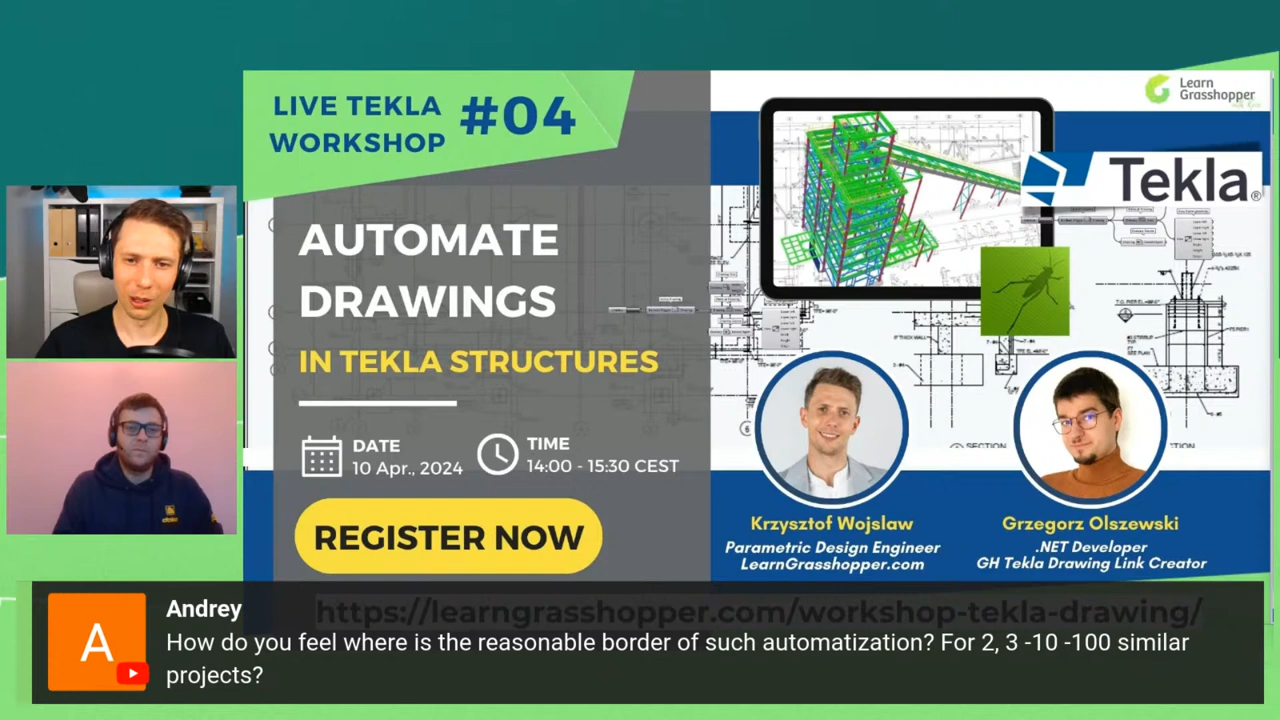 LIVE TEKLA
WORKSHOP
#04
Learn
Grasshopper
Tekla®
AUTOMATE
DRAWINGS
IN TEKLA STRUCTURES
DATE
10 Apr., 2024
TIME
14:00 - 15:30 CEST
REGISTER NOW
SECTION
Krzysztof Wojslaw
Parametric Design Engineer
LearnGrasshopper.com
Grzegorz Olszewski
.NET Developer
GH Tekla Drawing Link Creator
https://learngrasshopper.com/workshop-tekla-drawing/
A
Andrey
How do you feel where is the reasonable border of such automatization? For 2, 3 -10 -100 similar
projects?